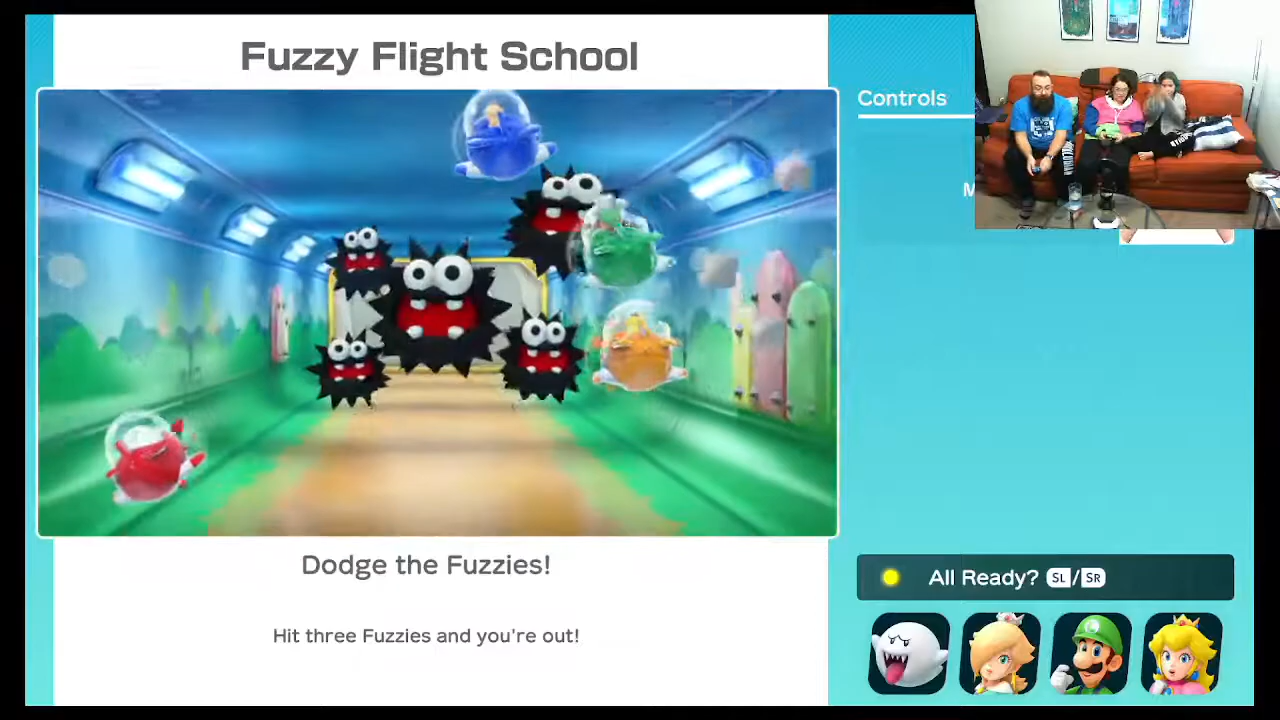 Fuzzy Flight School
Controls
M
Dodge the Fuzzies!
Hit three Fuzzies and you're out!
All Ready? SL/SR